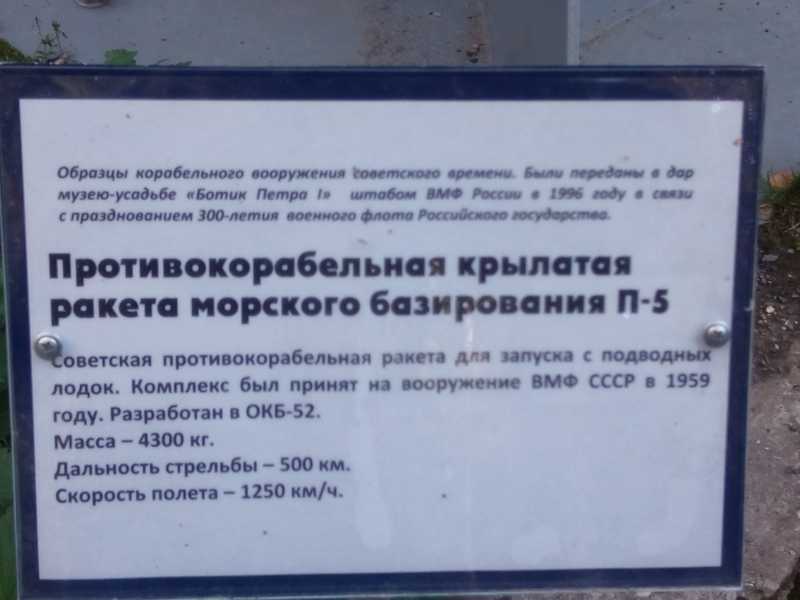 Образцы корабельного вооружения советского времени. Были переданы в дар
музею-усадьбе «Ботик Петра I» штабом ВМФ России в 1996 году в связи
с празднованием 300-летия военного флота Российского государства.
Противокорабельная крылатая
ракета морского базирования П-5
Советская противокорабельная ракета для запуска с подводных
лодок. Комплекс был принят на вооружение ВМФ СССР в 1959
году. Разработан в ОКБ-52.
Масса – 4300 кг.
Дальность стрельбы – 500 км.
Скорость полета – 1250 км/ч.